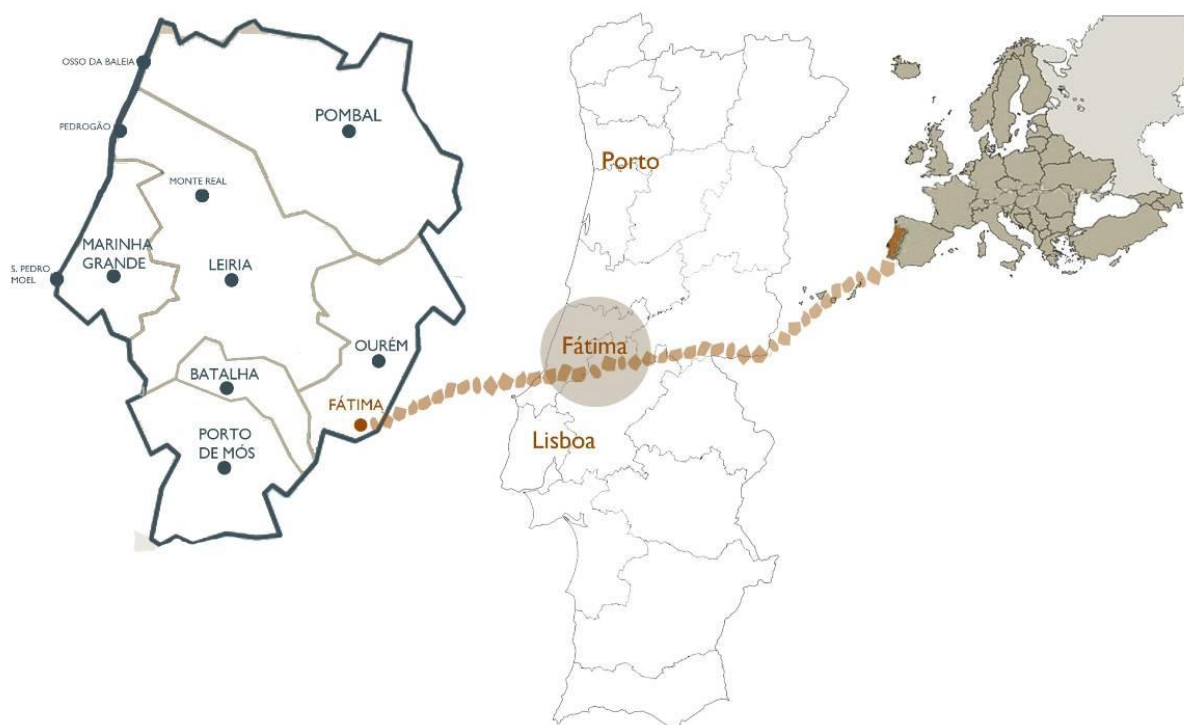 OSSO DA BALEIA
PEDROGÃO
POMBAL
MONTE REAL
MARINHA
GRANDE
S. PEDRO
MOEL
LEIRIA
OURÉM
BATALHA
FÁTIMA
PORTO
DE MÓS
Porto
Fátima
Lisboa